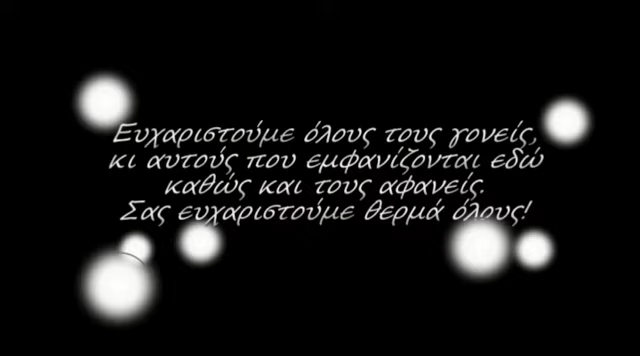 Ευχαριστούμε όλους τους γονείς,
κι αυτούς που εμφανίζονται εδώ
καθώς και τους αφανείς.
Σας ευχαριστούμε θερμά όλους!